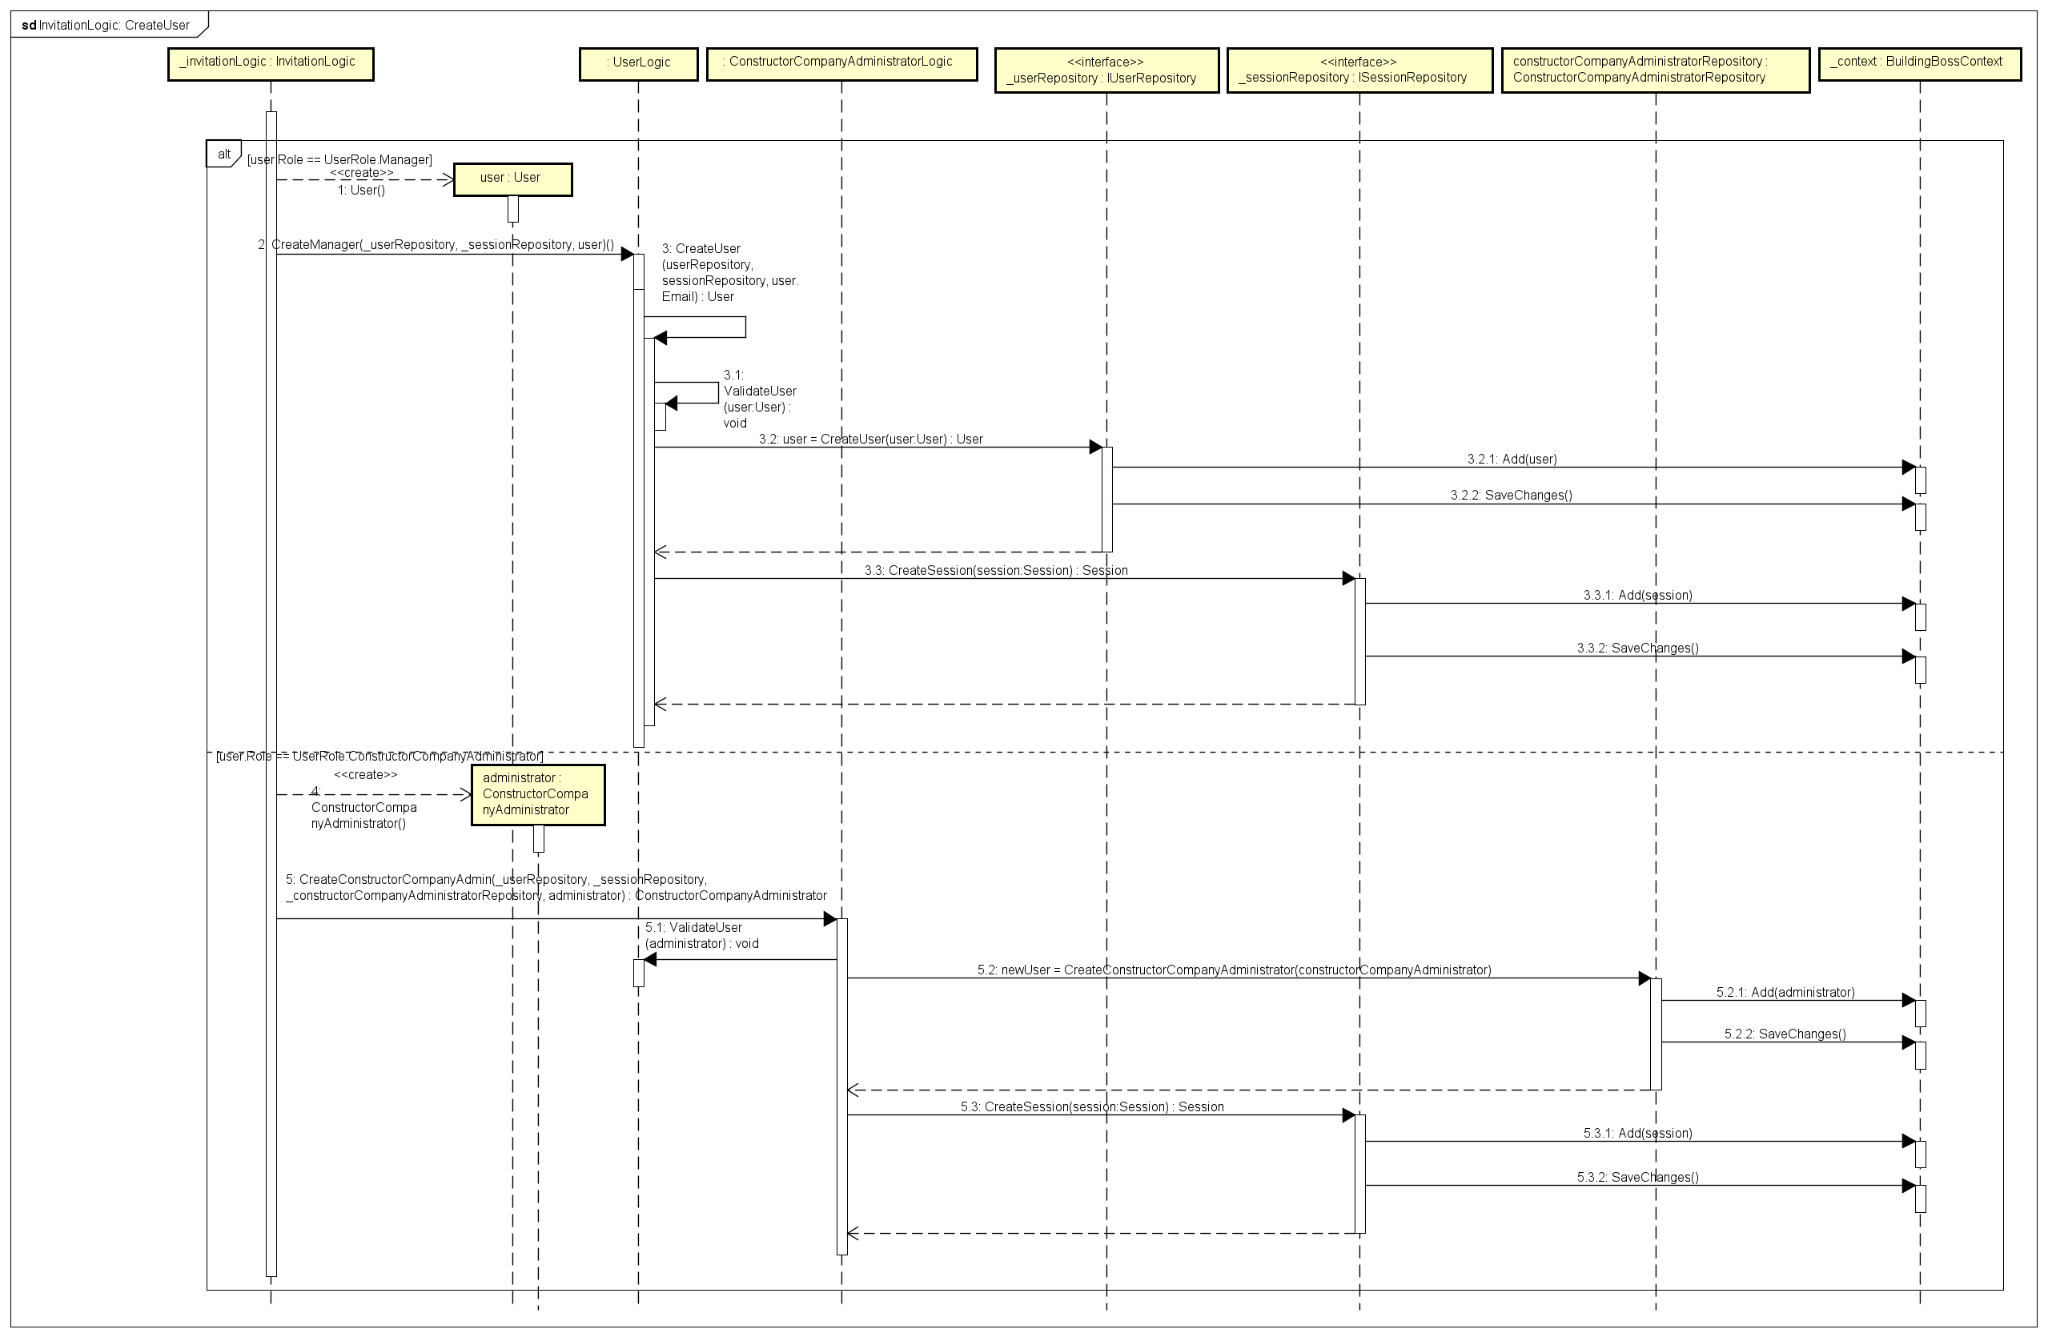 sd InvitationLogic: CreateUser
_invitationLogic : InvitationLogic
: UserLogic
: ConstructorCompanyAdministratorLogic
<<interface>>
_userRepository : IUserRepository
<<interface>>
_sessionRepository : ISessionRepository
constructorCompanyAdministratorRepository :
ConstructorCompanyAdministratorRepository
_context : BuildingBossContext
alt
[user.Role == UserRole.Manager]
<<create>>
1: User()
user : User
2: CreateManager(_userRepository, _sessionRepository, user)()
3: CreateUser
(userRepository,
sessionRepository, user.
Email) : User
3.1:
ValidateUser
(user:User) :
void
3.2: user = CreateUser(user:User) : User
3.2.1: Add(user)
3.2.2: SaveChanges()
3.3: CreateSession(session:Session) : Session
3.3.1: Add(session)
3.3.2: SaveChanges()
[user.Role == UserRole.ConstructorCompanyAdministrator]
<<create>>
4:
ConstructorCompa
nyAdministrator()
administrator :
ConstructorCompa
nyAdministrator
5: CreateConstructorCompanyAdmin(_userRepository, _sessionRepository,
_constructorCompanyAdministratorRepository, administrator) : ConstructorCompanyAdministrator
5.1: ValidateUser
(administrator) : void
5.2: newUser = CreateConstructorCompanyAdministrator(constructorCompanyAdministrator)
5.2.1: Add(administrator)
5.2.2: SaveChanges()
5.3: CreateSession(session:Session) : Session
5.3.1: Add(session)
5.3.2: SaveChanges()